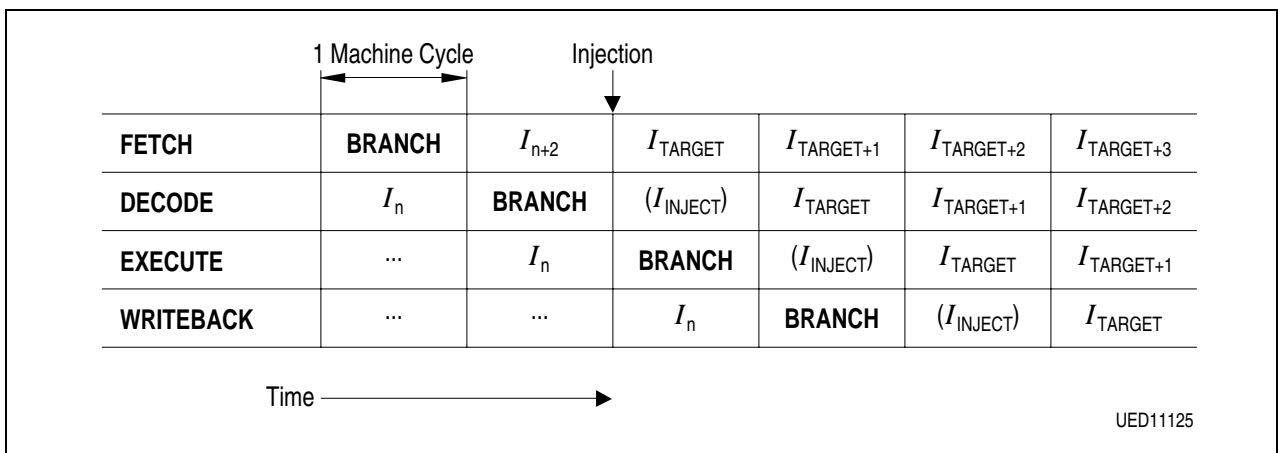 1 Machine Cycle Injection
FETCH BRANCH In+2 ITARGET ITARGET+1 ITARGET+2 ITARGET+3
DECODE In BRANCH (IINJECT) ITARGET ITARGET+1 ITARGET+2
EXECUTE ... In BRANCH (IINJECT) ITARGET ITARGET+1
WRITEBACK ... ... In BRANCH (IINJECT) ITARGET
Time
UED11125